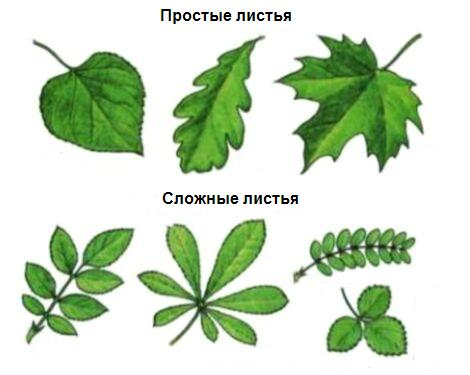 Простые листья
Сложные листья